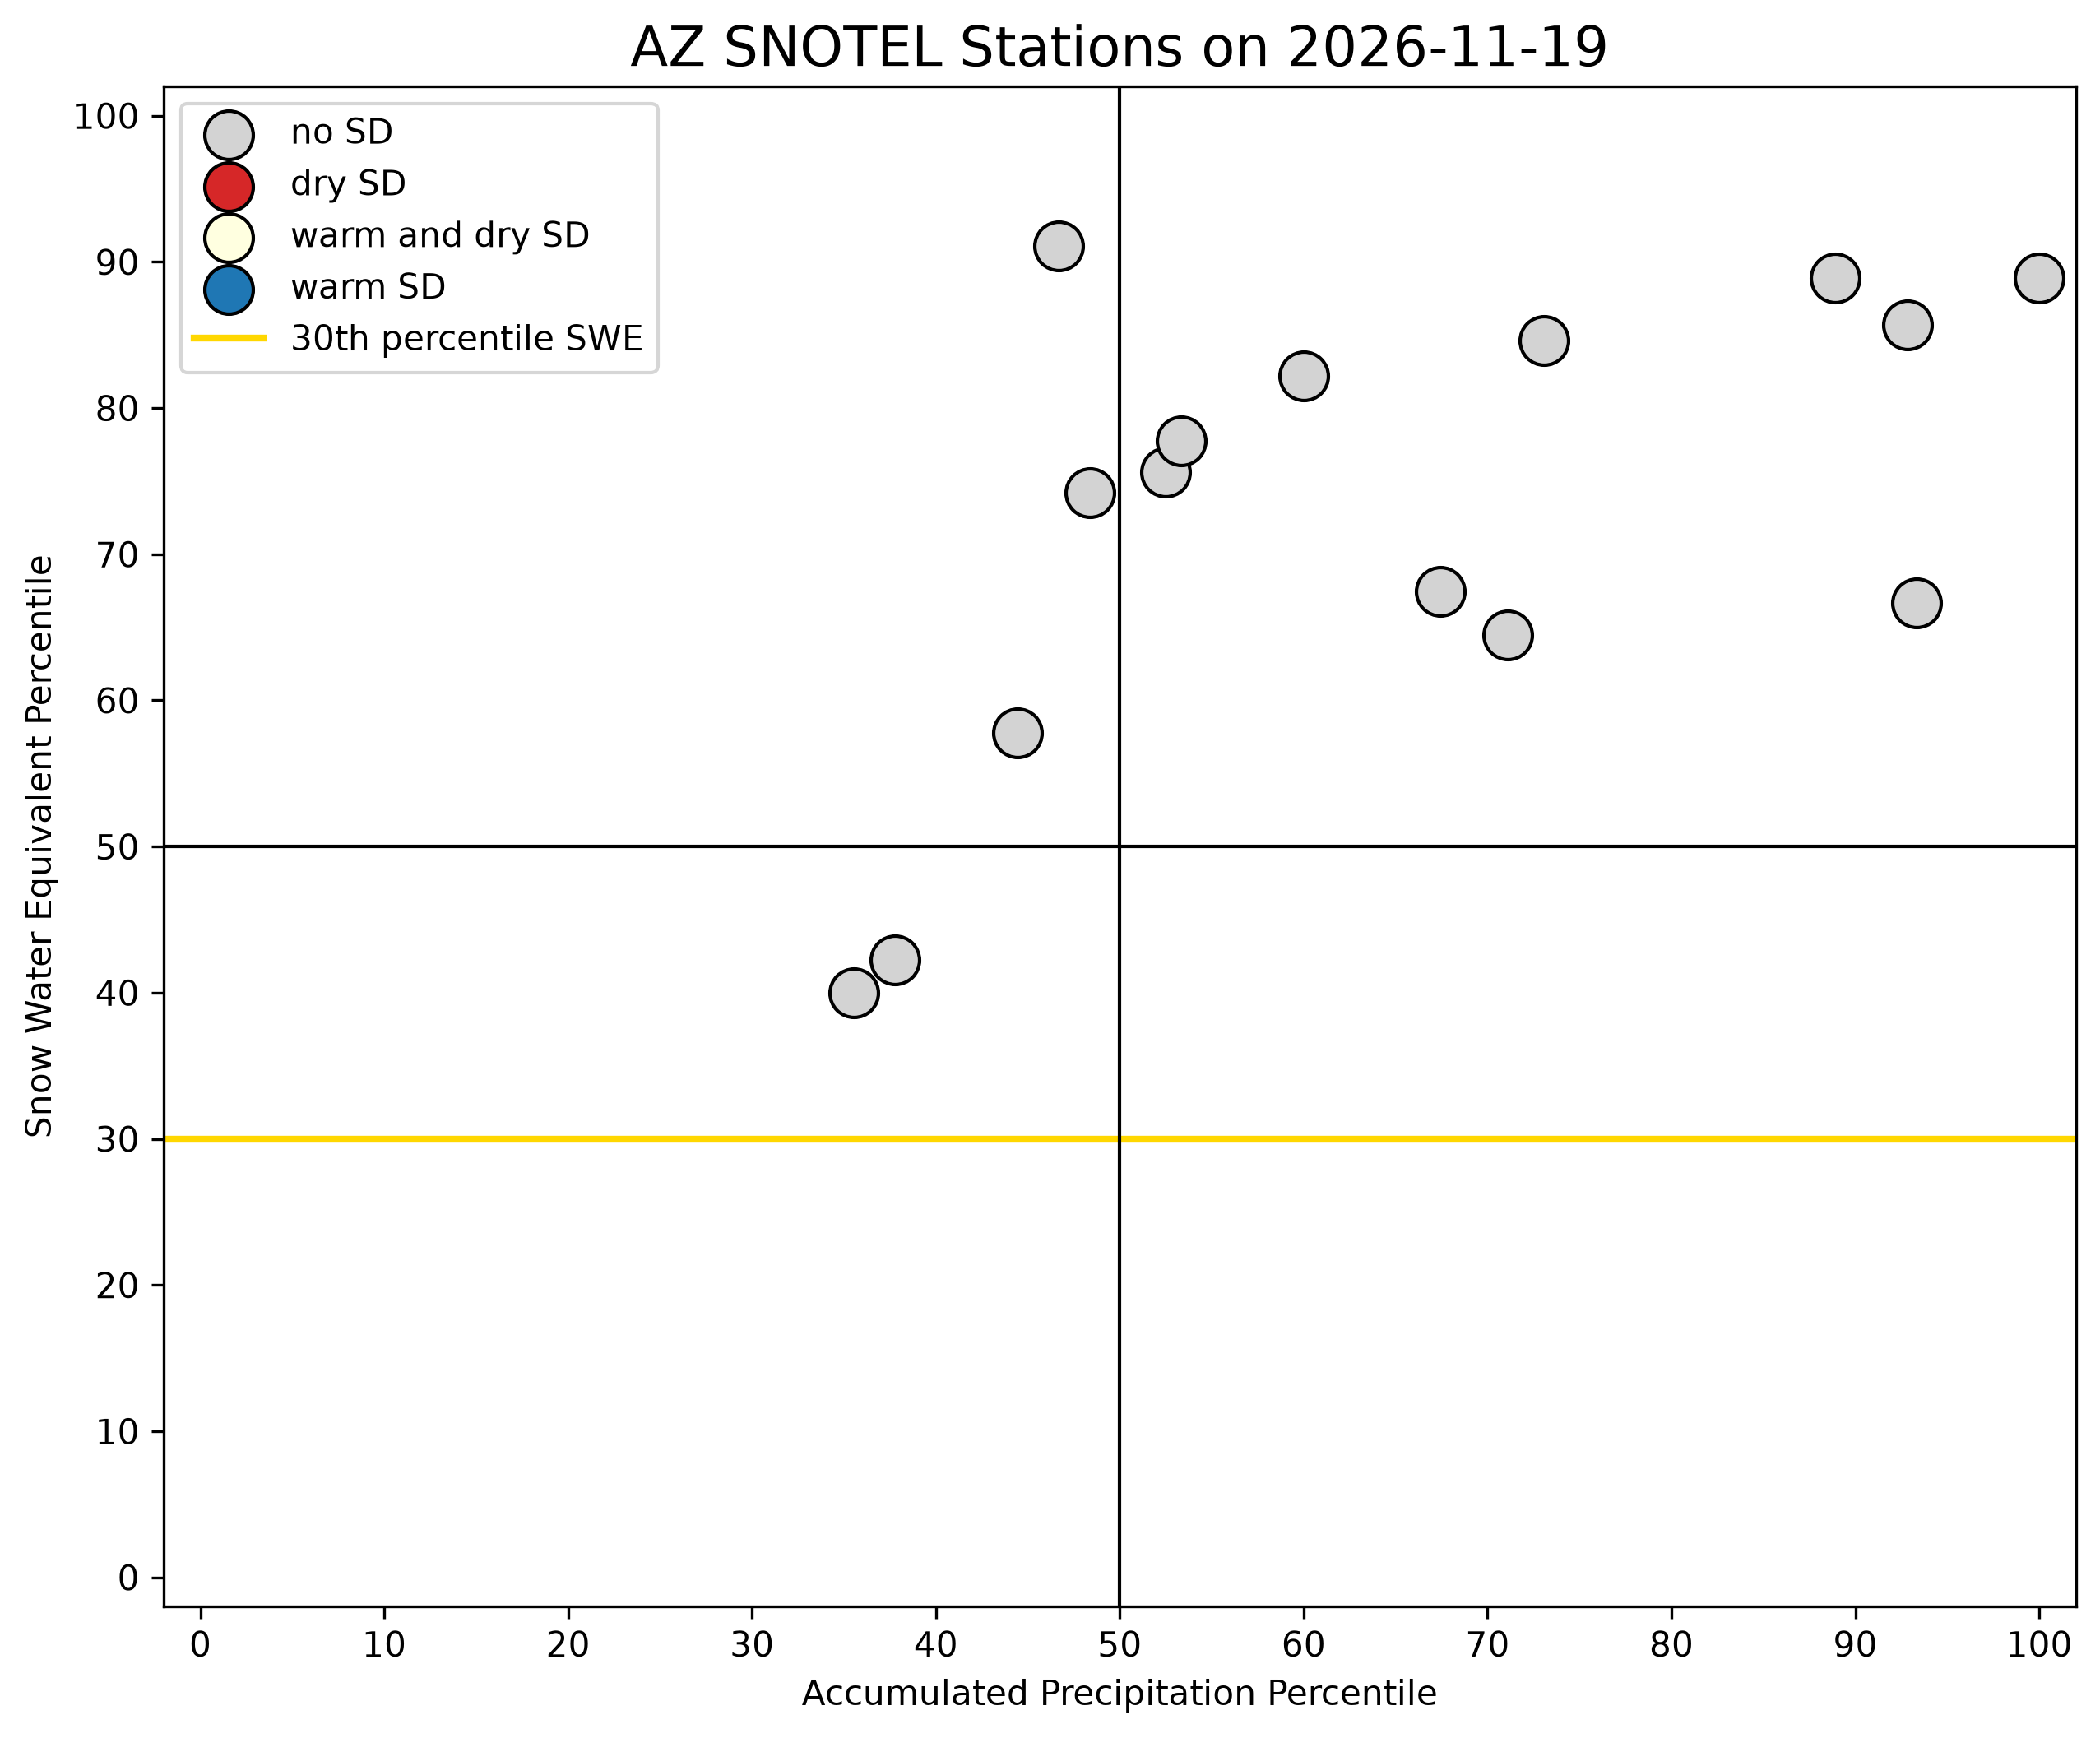 AZ SNOTEL Stations on 2026-11-19
no SD
dry SD
warm and dry SD
warm SD
30th percentile SWE
100
90
80
70
60
50
40
30
20
10
0
Snow Water Equivalent Percentile
0 10 20 30 40 50 60 70 80 90 100
Accumulated Precipitation Percentile